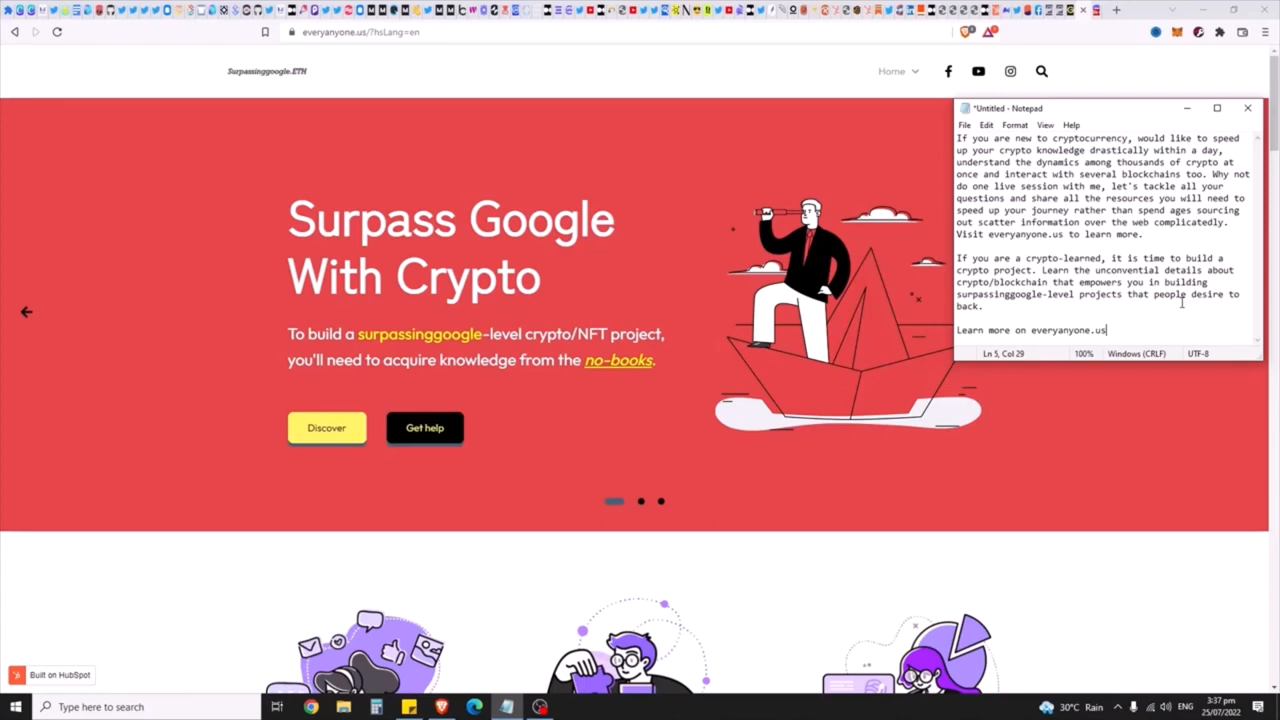 everyanyone.us/?hsLang=en
Surpassinggoogle.ETH
Home
Surpass Google
With Crypto
To build a surpassinggoogle-level crypto/NFT project,
you'll need to acquire knowledge from the no-books.
Discover
Get help
*Untitled - Notepad
File Edit Format View Help
If you are new to cryptocurrency, would like to speed
up your crypto knowledge drastically within a day,
understand the dynamics among thousands of crypto at
once and interact with several blockchains too. Why not
do one live session with me, let's tackle all your
questions and share all the resources you will need to
speed up your journey rather than spend ages sourcing
out scatter information over the web complicatedly.
Visit everyanyone.us to learn more.
If you are a crypto-learned, it is time to build a
crypto project. Learn the unconvential details about
crypto/blockchain that empowers you in building
surpassinggoogle-level projects that people desire to
back.
Learn more on everyanyone.us
Ln 5, Col 29 100% Windows (CRLF) UTF-8
Built on HubSpot
Type here to search
30°C Rain
ENG
3:37 pm
25/07/2022